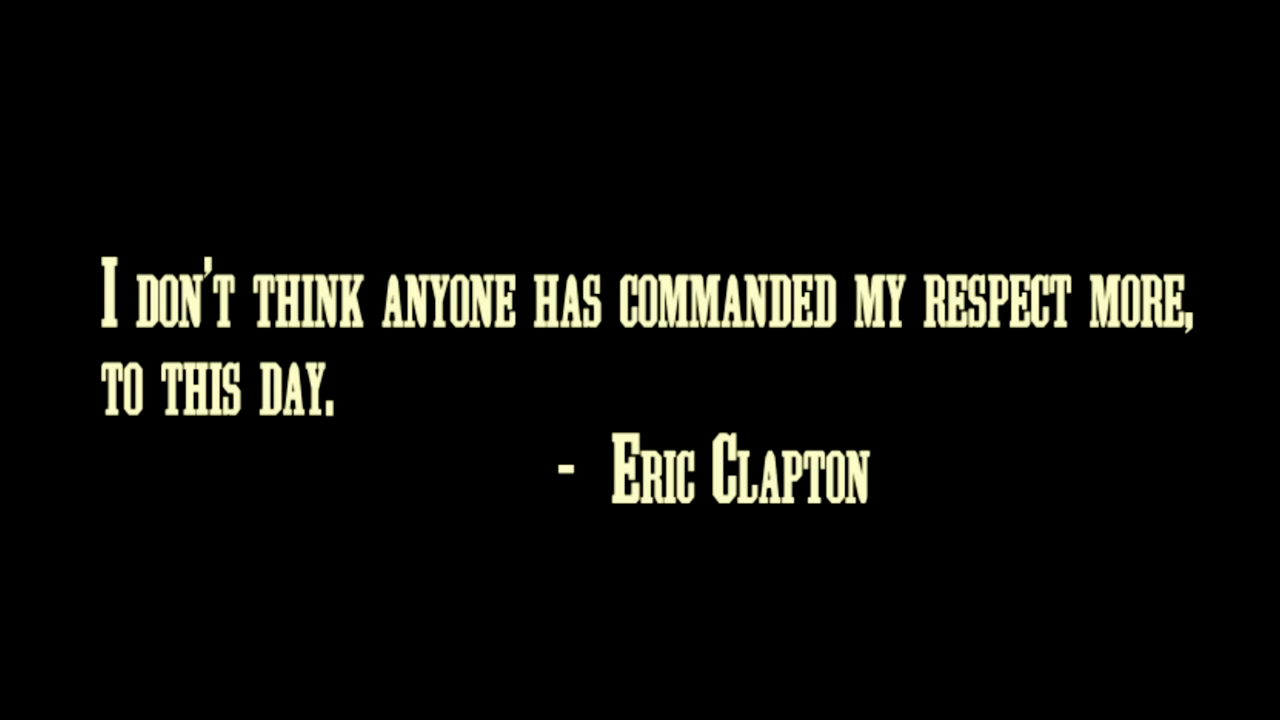 I don't think anyone has commanded my respect more,
to this day.
- Eric Clapton